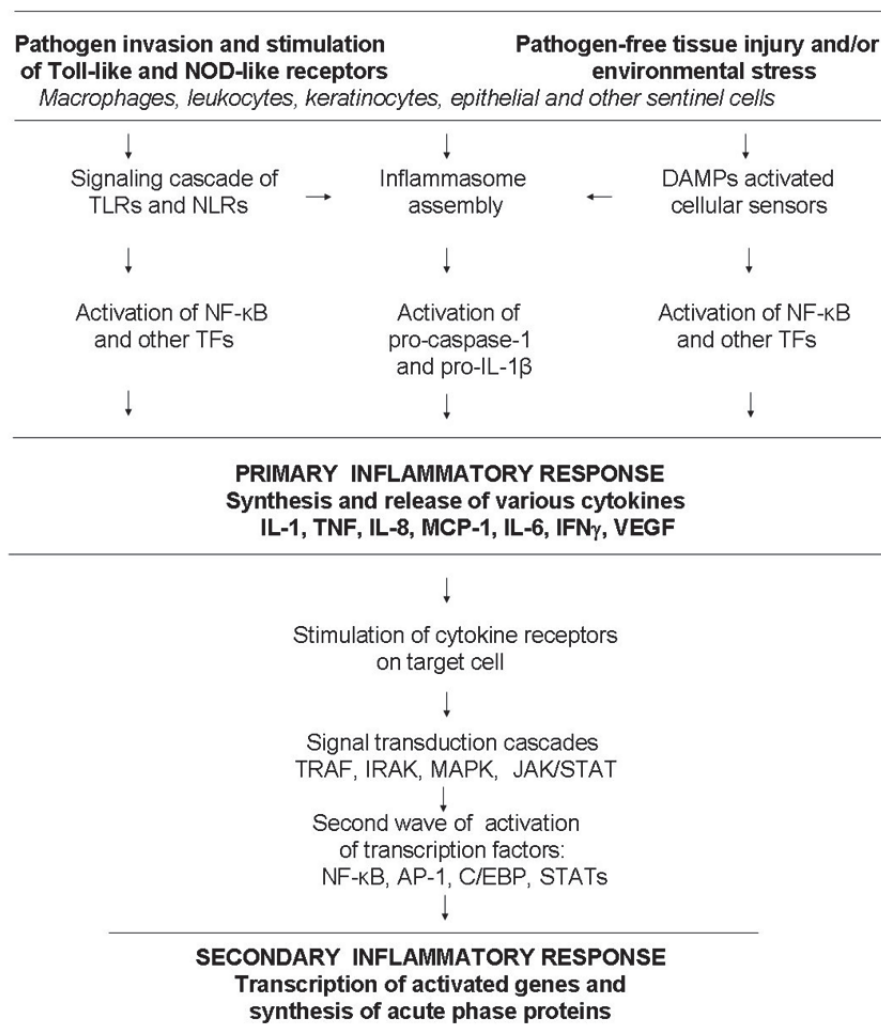 Pathogen invasion and stimulation
of Toll-like and NOD-like receptors
Pathogen-free tissue injury and/or
environmental stress
Macrophages, leukocytes, keratinocytes, epithelial and other sentinel cells
Signaling cascade of
TLRs and NLRs
Inflammasome
assembly
DAMPs activated
cellular sensors
Activation of NF-κB
and other TFs
Activation of
pro-caspase-1
and pro-IL-1β
Activation of NF-κB
and other TFs
PRIMARY INFLAMMATORY RESPONSE
Synthesis and release of various cytokines
IL-1, TNF, IL-8, MCP-1, IL-6, IFNγ, VEGF
Stimulation of cytokine receptors
on target cell
Signal transduction cascades
TRAF, IRAK, MAPK, JAK/STAT
Second wave of activation
of transcription factors:
NF-κB, AP-1, C/EBP, STATs
SECONDARY INFLAMMATORY RESPONSE
Transcription of activated genes and
synthesis of acute phase proteins